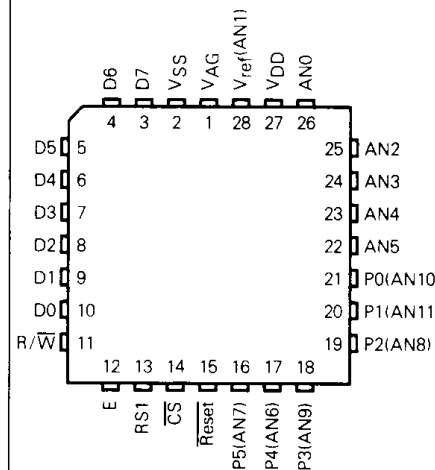 D6 D7 VSS VAG Vref(AN1) VDD AN0
4 3 2 1 28 27 26
D5 5 25 AN2
D4 6 24 AN3
D3 7 23 AN4
D2 8 22 AN5
D1 9 21 P0(AN10
D0 10 20 P1(AN11
R/W̅ 11 19 P2(AN8)
12 13 14 15 16 17 18
E RS1 C̅S̅ R̅e̅s̅e̅t̅ P5(AN7) P4(AN6) P3(AN9)